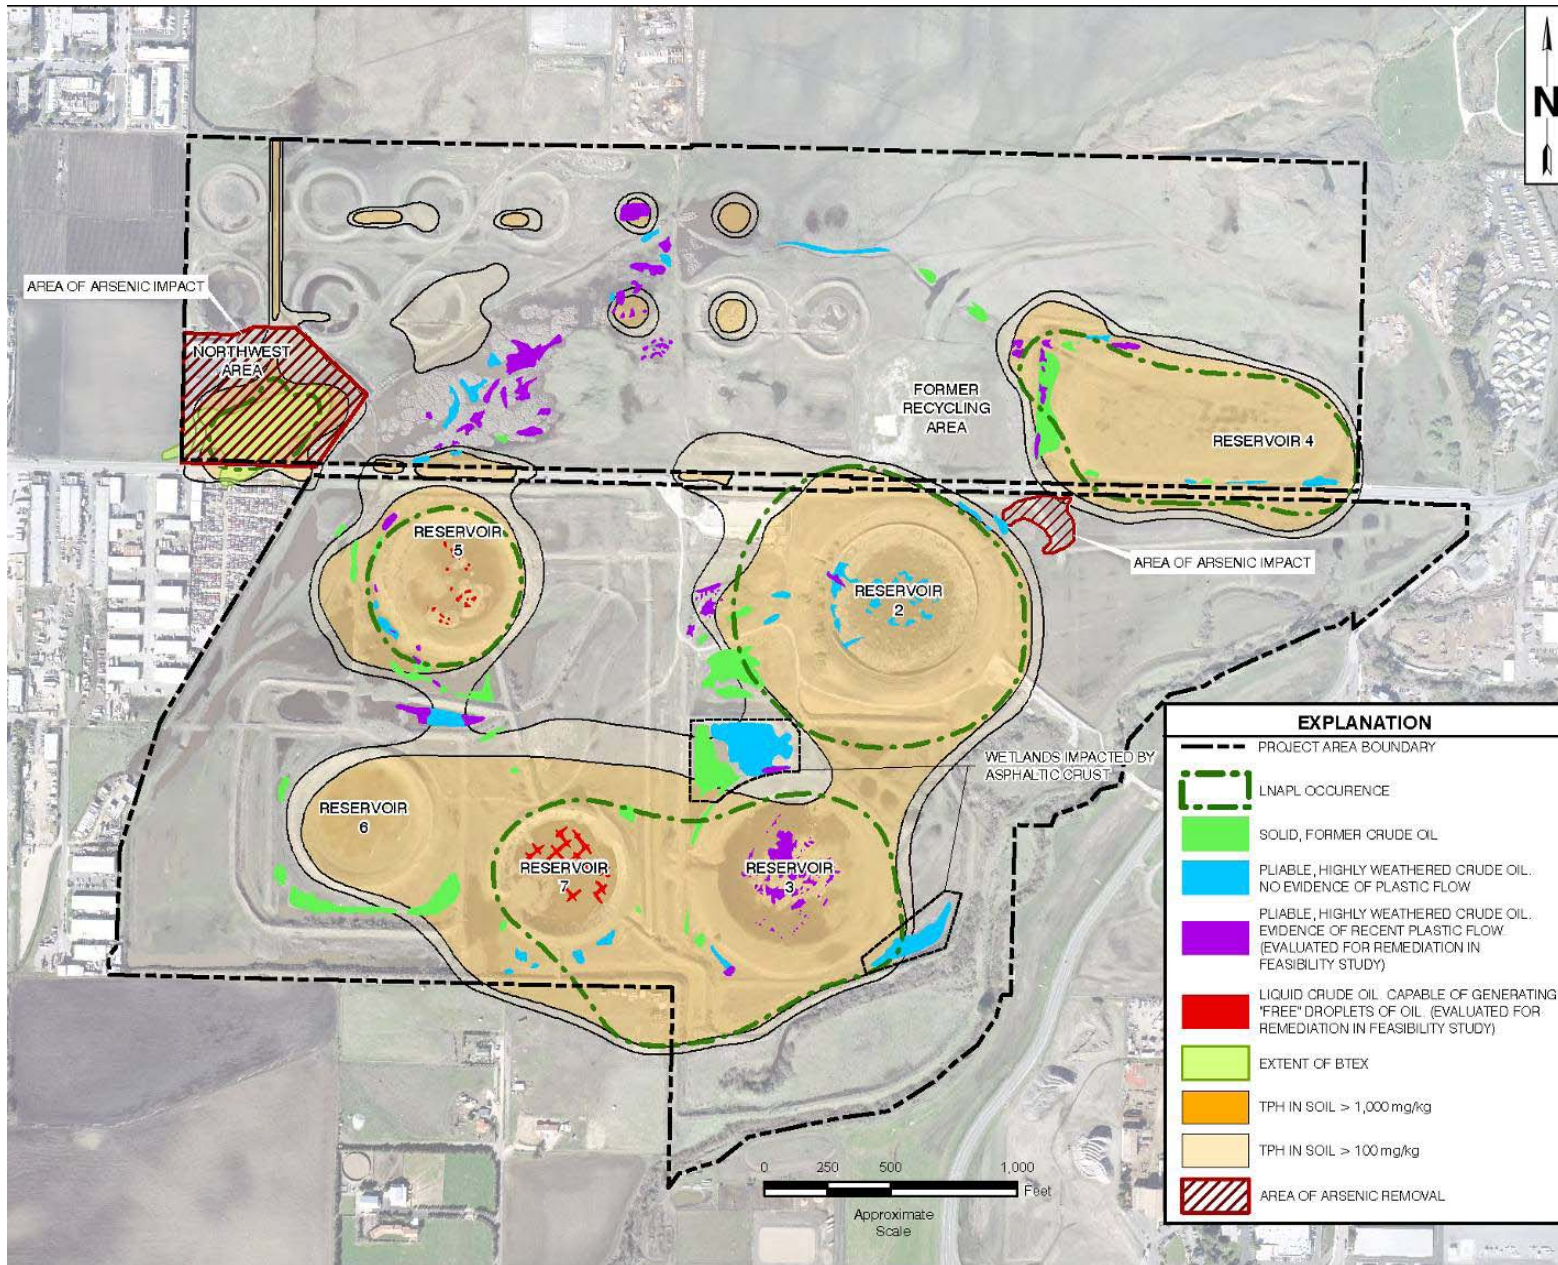 N
AREA OF ARSENIC IMPACT
NORTHWEST
AREA
FORMER
RECYCLING
AREA
RESERVOIR 4
RESERVOIR
5
AREA OF ARSENIC IMPACT
RESERVOIR
2
WETLANDS IMPACTED BY
ASPHALTIC CRUST
RESERVOIR
6
RESERVOIR
7
RESERVOIR
3
0 250 500 1,000
Feet
Approximate
Scale
EXPLANATION
PROJECT AREA BOUNDARY
LNAPL OCCURENCE
SOLID, FORMER CRUDE OIL
PLIABLE, HIGHLY WEATHERED CRUDE OIL.
NO EVIDENCE OF PLASTIC FLOW
PLIABLE, HIGHLY WEATHERED CRUDE OIL.
EVIDENCE OF RECENT PLASTIC FLOW.
(EVALUATED FOR REMEDIATION IN
FEASIBILITY STUDY)
LIQUID CRUDE OIL. CAPABLE OF GENERATING
"FREE" DROPLETS OF OIL. (EVALUATED FOR
REMEDIATION IN FEASIBILITY STUDY)
EXTENT OF BTEX
TPH IN SOIL > 1,000 mg/kg
TPH IN SOIL > 100 mg/kg
AREA OF ARSENIC REMOVAL